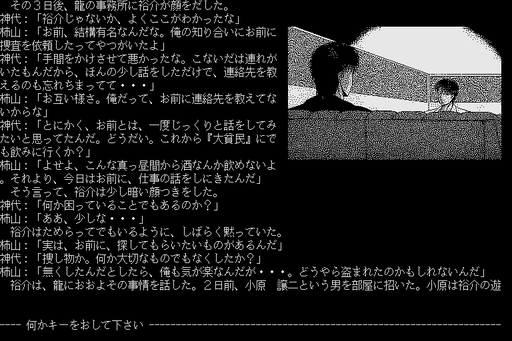 その３日後、龍の事務所に裕介が顔をだした。
神代：「裕介じゃないか、よくここがわかったな」
柿山：「お前、結構有名なんだな。俺の知り合いにお前に
捜査を依頼したってやつがいたよ」
神代：「手間をかけさせて悪かったな。こないだは連れが
いたもんだから、ほんの少し話をしただけで、連絡先を教
えるのも忘れちまってて・・・」
柿山：「お互い様さ。俺だって、お前に連絡先を教えてな
いからな」
神代：「とにかく、お前とは、一度じっくりと話をしてみ
たいと思ってたんだ。どうだい。これから『大貧民』にで
も飲みに行くか？」
柿山：「よせよ、こんな真っ昼間から酒なんか飲めないよ
。それより、今日はお前に、仕事の話をしにきたんだ」
そう言って、裕介は少し暗い顔つきをした。
神代：「何か困っていることでもあるのか？」
柿山：「ああ、少しな・・・」
裕介はためらってでもいるように、しばらく黙っていた。
柿山：「実は、お前に、探してもらいたいものがあるんだ」
神代：「捜し物か。何か大切なものでもなくしたか？」
柿山：「無くしたんだとしたら、俺も気が楽なんだが・・・。どうやら盗まれたのかもしれないんだ」
裕介は、龍におおよその事情を話した。２日前、小原　譲二という男を部屋に招いた。小原は裕介の遊
---- 何かキーをおして下さい ----